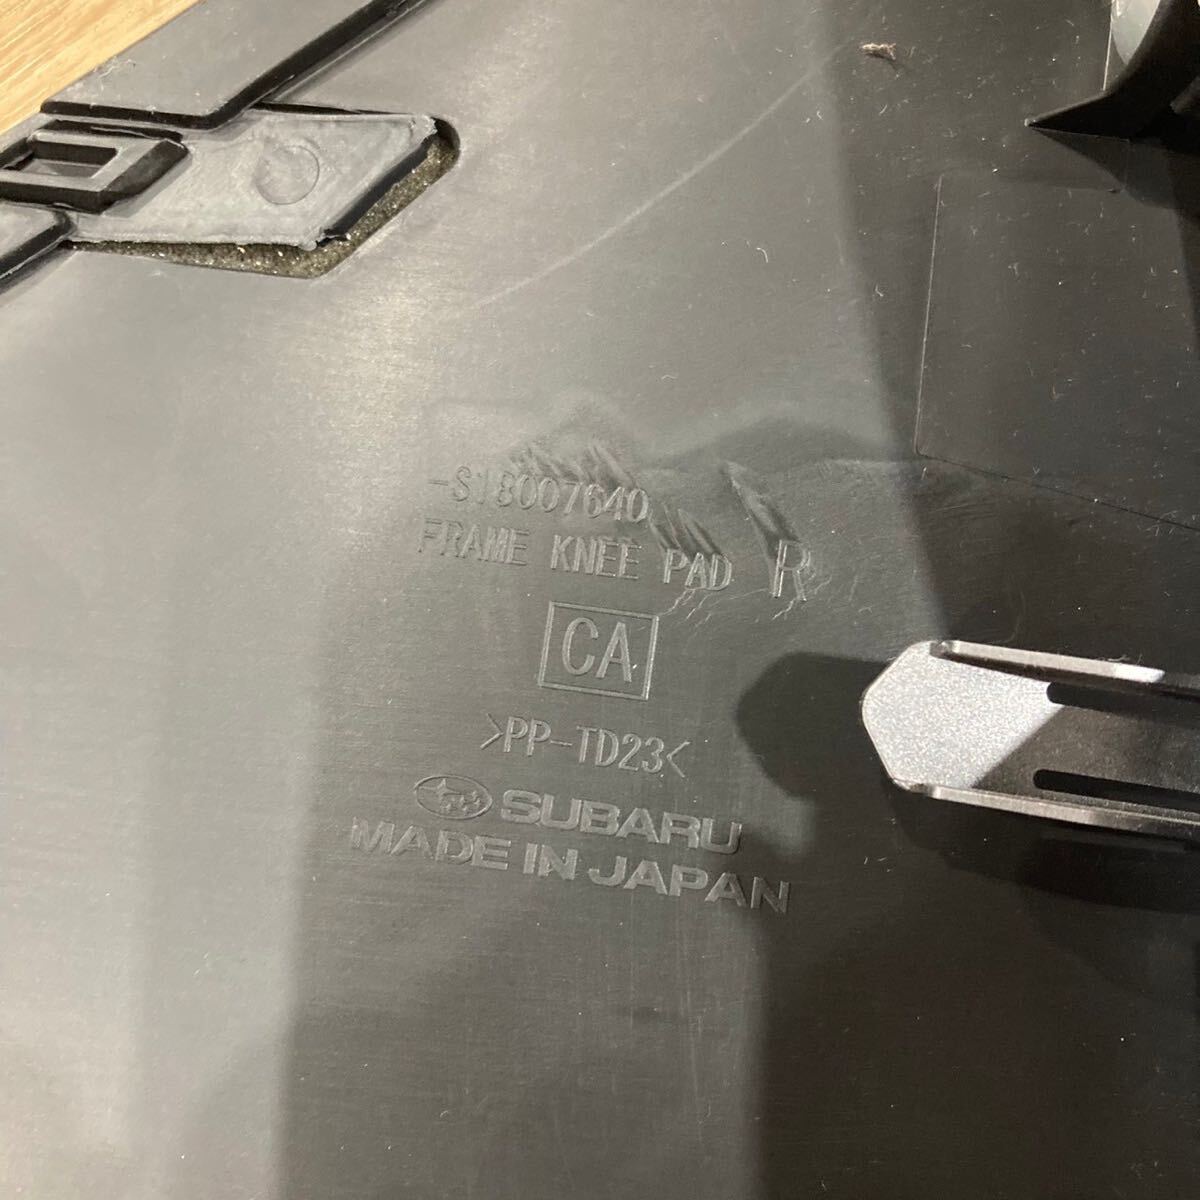 -S18007640
FRAME KNEE PAD R
CA
>PP-TD23<
SUBARU
MADE IN JAPAN